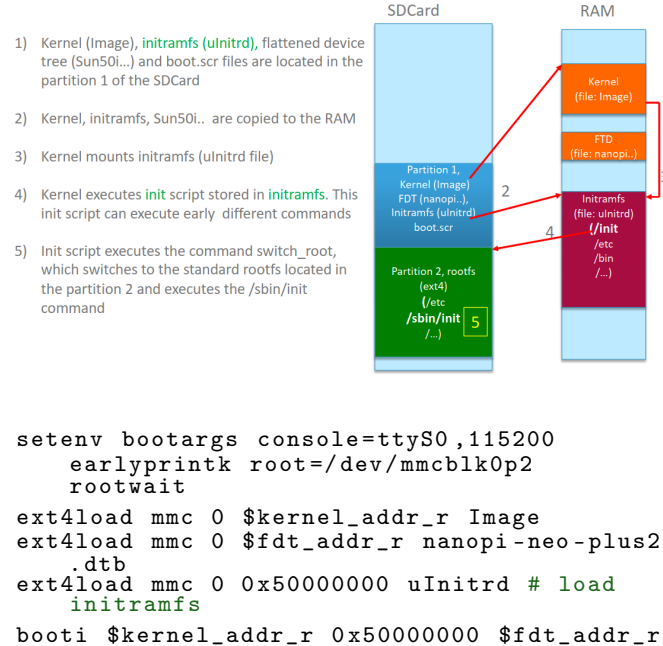 SDCard
RAM
1) Kernel (Image), initramfs (uInitrd), flattened device
tree (Sun50i...) and boot.scr files are located in the
partition 1 of the SDCard
2) Kernel, initramfs, Sun50i.. are copied to the RAM
3) Kernel mounts initramfs (uInitrd file)
4) Kernel executes init script stored in initramfs. This
init script can execute early different commands
5) Init script executes the command switch_root,
which switches to the standard rootfs located in
the partition 2 and executes the /sbin/init
command
Partition 1,
Kernel (Image)
FDT (nanopi..),
Initramfs (uInitrd)
boot.scr
Partition 2, rootfs
(ext4)
(/etc
/sbin/init
/...)
5
2
4
Kernel
(file: Image)
FTD
(file: nanopi..)
Initramfs
(file: uInitrd)
(/init
/etc
/bin
/...)
setenv bootargs console=ttyS0,115200
earlyprintk root=/dev/mmcblk0p2
rootwait
ext4load mmc 0 $kernel_addr_r Image
ext4load mmc 0 $fdt_addr_r nanopi-neo-plus2
.dtb
ext4load mmc 0 0x50000000 uInitrd # load
initramfs
booti $kernel_addr_r 0x50000000 $fdt_addr_r